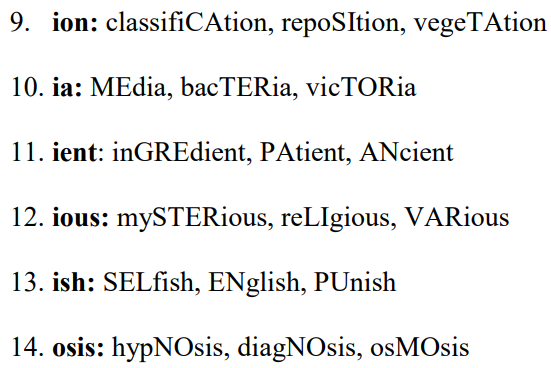 9. ion: classifiCAtion, repoSItion, vegeTAtion
10. ia: MEdia, bacTERia, vicTORia
11. ient: inGREdient, PAtient, ANcient
12. ious: mySTERious, reLIgious, VARious
13. ish: SELfish, ENglish, PUnish
14. osis: hypNOsis, diagNOsis, osMOsis